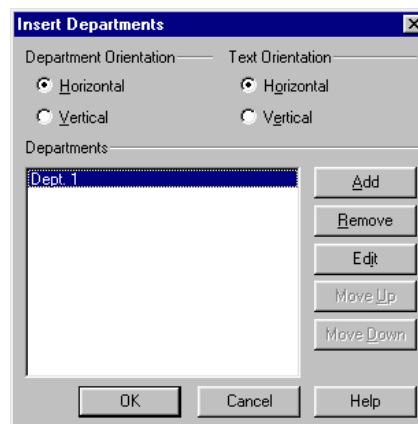 Insert Departments
Department Orientation
Text Orientation
Horizontal
Horizontal
Vertical
Vertical
Departments
Dept. 1
Add
Remove
Edit
Move Up
Move Down
OK
Cancel
Help